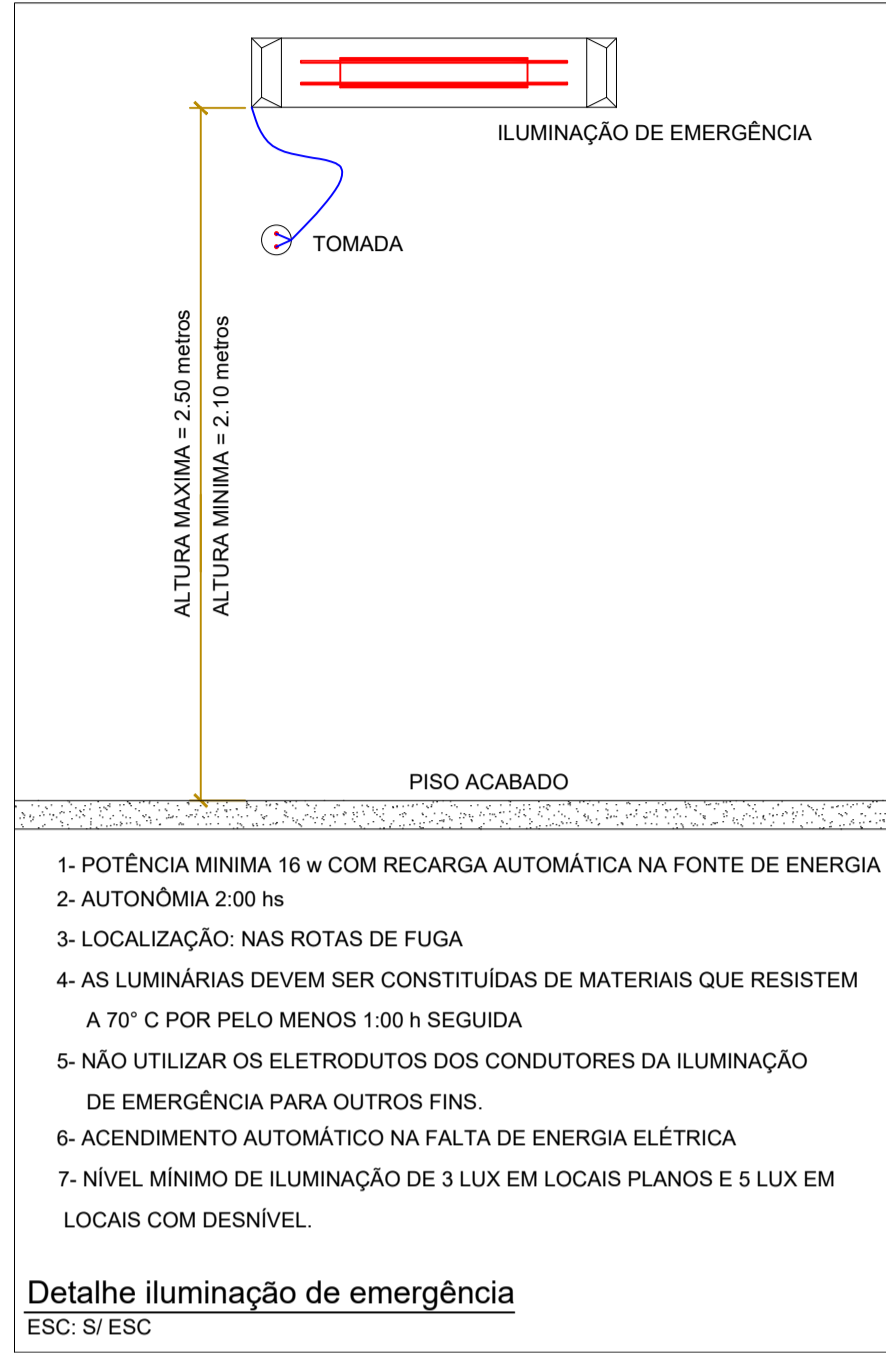 ILUMINAÇÃO DE EMERGÊNCIA
TOMADA
ALTURA MAXIMA = 2.50 metros
ALTURA MINIMA = 2.10 metros
PISO ACABADO
1- POTÊNCIA MINIMA 16 w COM RECARGA AUTOMÁTICA NA FONTE DE ENERGIA
2- AUTONÔMIA 2:00 hs
3- LOCALIZAÇÃO: NAS ROTAS DE FUGA
4- AS LUMINÁRIAS DEVEM SER CONSTITUÍDAS DE MATERIAIS QUE RESISTEM
A 70° C POR PELO MENOS 1:00 h SEGUIDA
5- NÃO UTILIZAR OS ELETRODUTOS DOS CONDUTORES DA ILUMINAÇÃO
DE EMERGÊNCIA PARA OUTROS FINS.
6- ACENDIMENTO AUTOMÁTICO NA FALTA DE ENERGIA ELÉTRICA
7- NÍVEL MÍNIMO DE ILUMINAÇÃO DE 3 LUX EM LOCAIS PLANOS E 5 LUX EM
LOCAIS COM DESNÍVEL.
Detalhe iluminação de emergência
ESC: S/ ESC